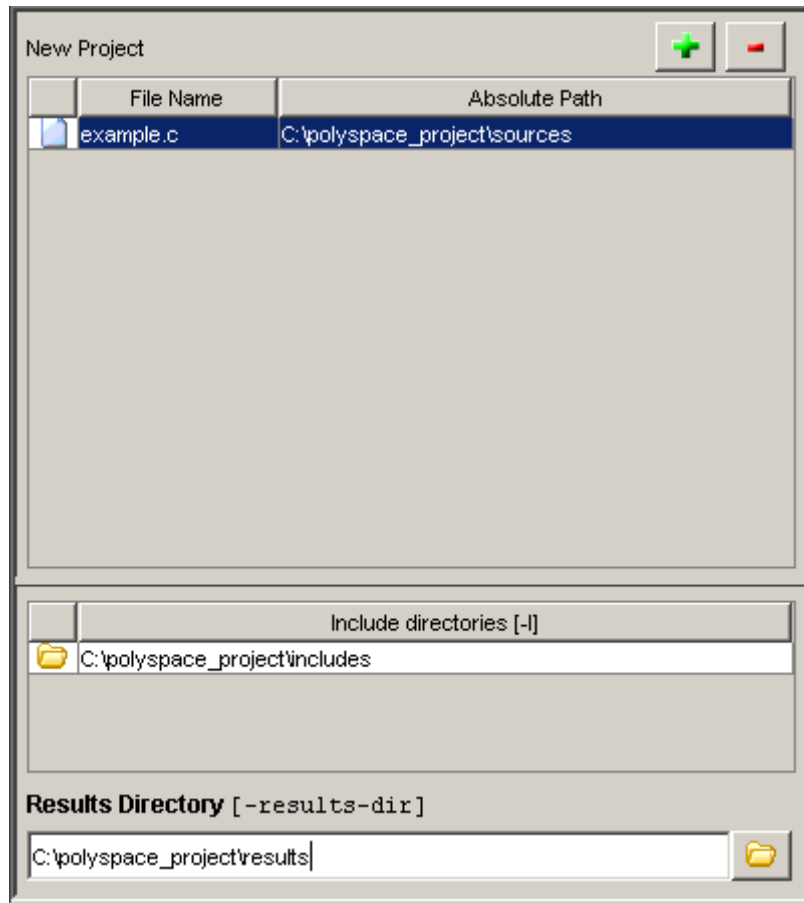 New Project
File Name Absolute Path
example.c C:\polyspace_project\sources
Include directories [-I]
C:\polyspace_project\includes
Results Directory [-results-dir]
C:\polyspace_project\results